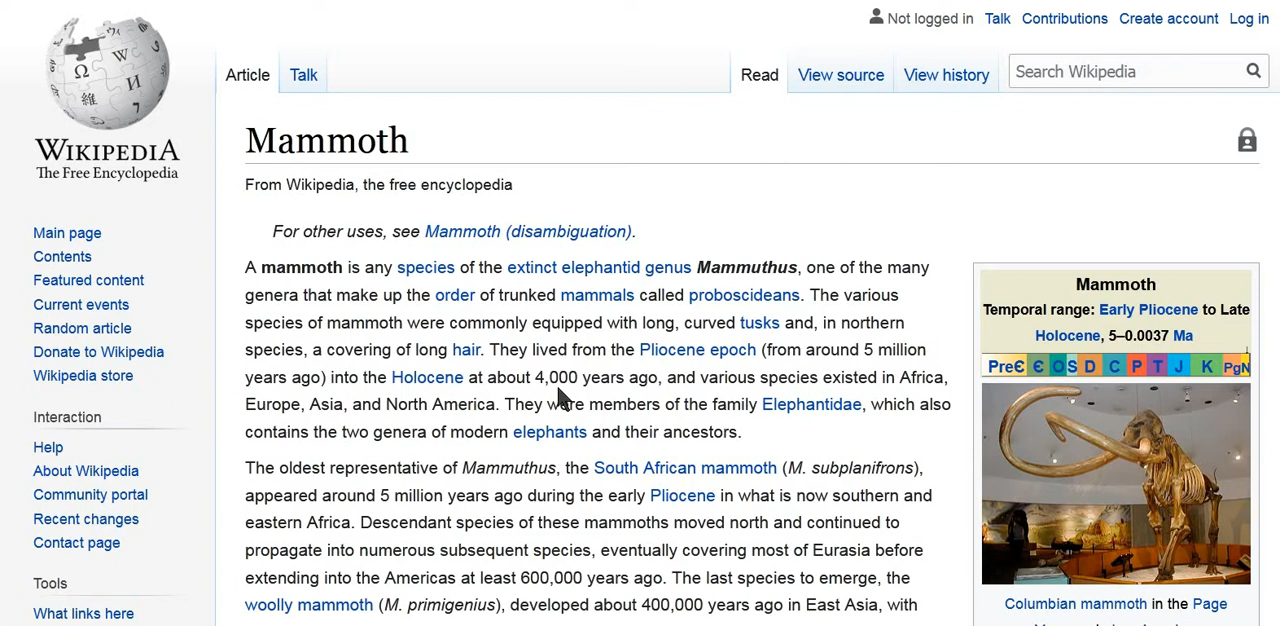 Not logged in Talk Contributions Create account Log in
Article Talk Read View source View history Search Wikipedia
WIKIPEDIA
The Free Encyclopedia
Main page
Contents
Featured content
Current events
Random article
Donate to Wikipedia
Wikipedia store
Interaction
Help
About Wikipedia
Community portal
Recent changes
Contact page
Tools
What links here
Mammoth
From Wikipedia, the free encyclopedia
For other uses, see Mammoth (disambiguation).
A mammoth is any species of the extinct elephantid genus Mammuthus, one of the many
genera that make up the order of trunked mammals called proboscideans. The various
species of mammoth were commonly equipped with long, curved tusks and, in northern
species, a covering of long hair. They lived from the Pliocene epoch (from around 5 million
years ago) into the Holocene at about 4,000 years ago, and various species existed in Africa,
Europe, Asia, and North America. They were members of the family Elephantidae, which also
contains the two genera of modern elephants and their ancestors.
The oldest representative of Mammuthus, the South African mammoth (M. subplanifrons),
appeared around 5 million years ago during the early Pliocene in what is now southern and
eastern Africa. Descendant species of these mammoths moved north and continued to
propagate into numerous subsequent species, eventually covering most of Eurasia before
extending into the Americas at least 600,000 years ago. The last species to emerge, the
woolly mammoth (M. primigenius), developed about 400,000 years ago in East Asia, with
Mammoth
Temporal range: Early Pliocene to Late
Holocene, 5–0.0037 Ma
PreЄ Є O S D C P T J K PgN
Columbian mammoth in the Page